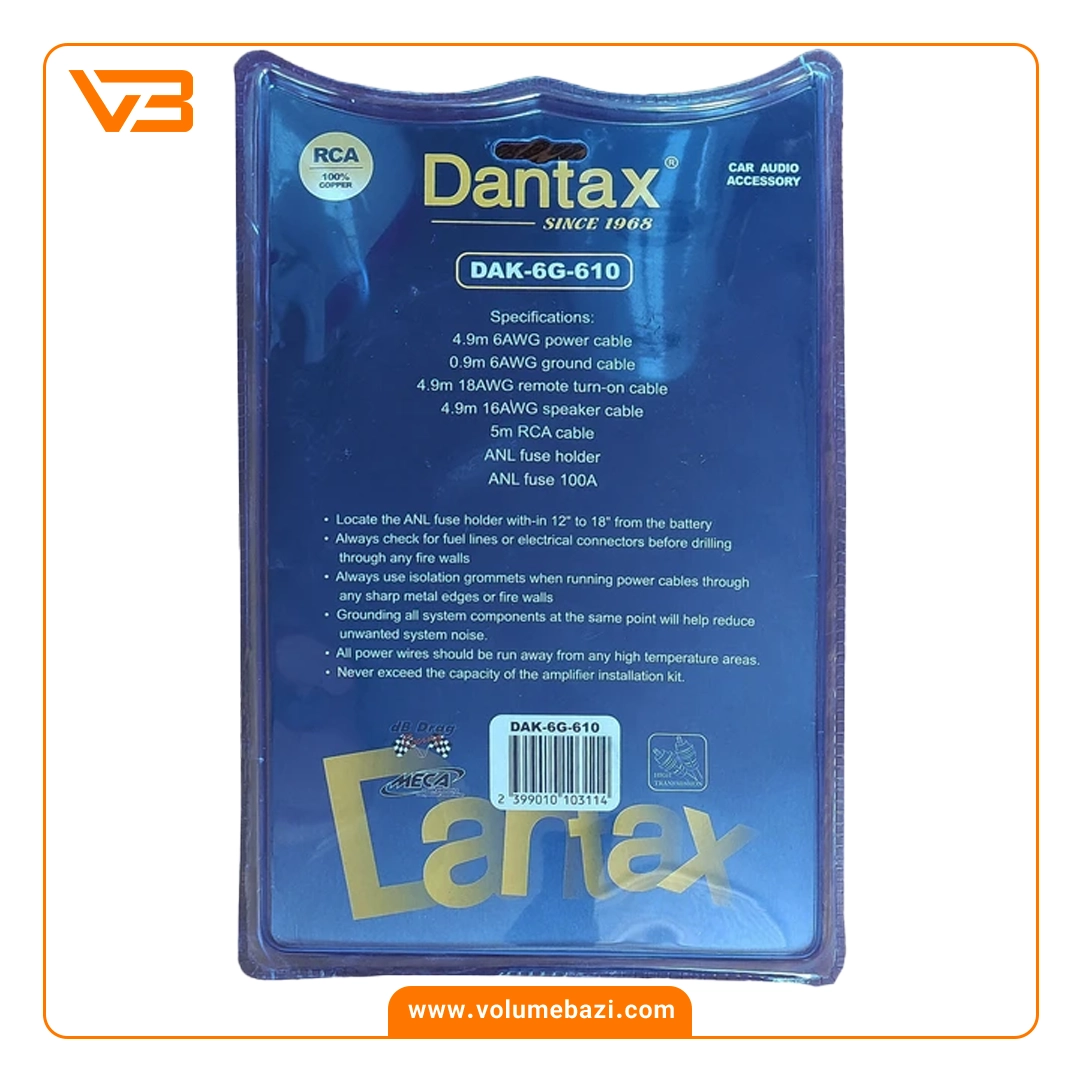 VB
RCA
100%
COPPER
Dantax®
SINCE 1968
CAR AUDIO
ACCESSORY
DAK-6G-610
Specifications:
4.9m 6AWG power cable
0.9m 6AWG ground cable
4.9m 18AWG remote turn-on cable
4.9m 16AWG speaker cable
5m RCA cable
ANL fuse holder
ANL fuse 100A
• Locate the ANL fuse holder with-in 12" to 18" from the battery
• Always check for fuel lines or electrical connectors before drilling
through any fire walls
• Always use isolation grommets when running power cables through
any sharp metal edges or fire walls
• Grounding all system components at the same point will help reduce
unwanted system noise.
• All power wires should be run away from any high temperature areas.
• Never exceed the capacity of the amplifier installation kit.
dB Drag
MECA
DAK-6G-610
2 399010 103114
HIGH
Dantax
www.volumebazi.com